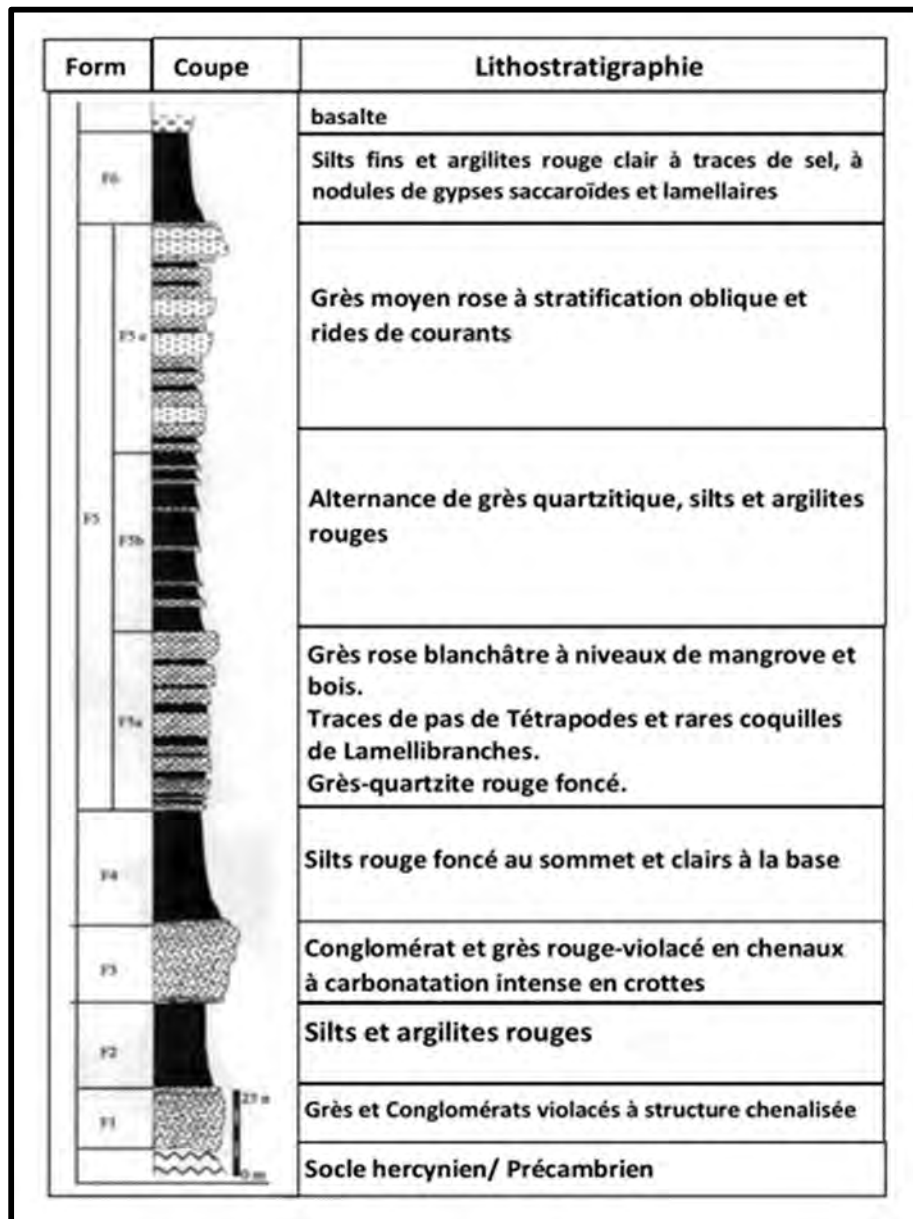 Form Coupe Lithostratigraphie
basalte
F6
Silts fins et argilites rouge clair à traces de sel, à
nodules de gypses saccaroïdes et lamellaires
F5
Grès moyen rose à stratification oblique et
rides de courants
F5b
Alternance de grès quartzitique, silts et argilites
rouges
F5a
Grès rose blanchâtre à niveaux de mangrove et
bois.
Traces de pas de Tétrapodes et rares coquilles
de Lamellibranches.
Grès-quartzite rouge foncé.
F4
Silts rouge foncé au sommet et clairs à la base
F3
Conglomérat et grès rouge-violacé en chenaux
à carbonatation intense en crottes
F2
Silts et argilites rouges
F1
Grès et Conglomérats violacés à structure chenalisée
0 m
Socle hercynien/ Précambrien